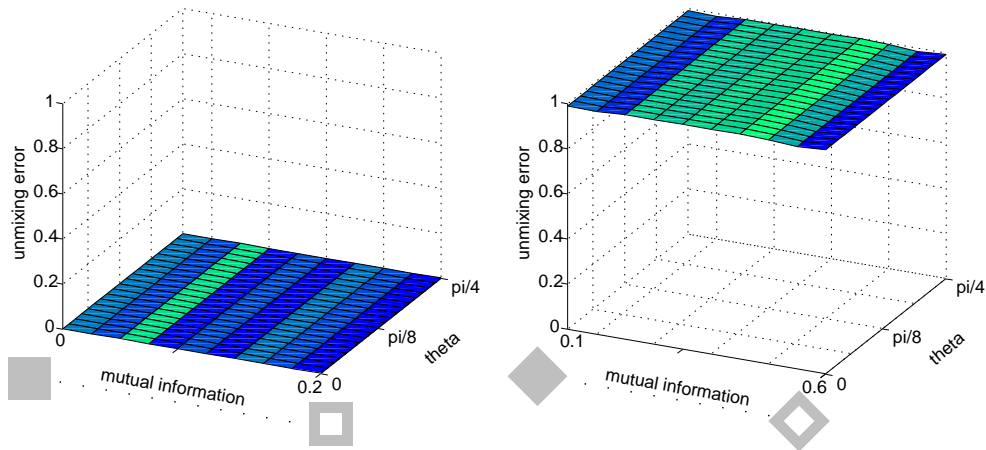 1
0.8
0.6
0.4
0.2
0
unmixing error
0
0.2
mutual information
0
pi/8
pi/4
theta
1
0.8
0.6
0.4
0.2
0
unmixing error
0.1
0.6
mutual information
0
pi/8
pi/4
theta